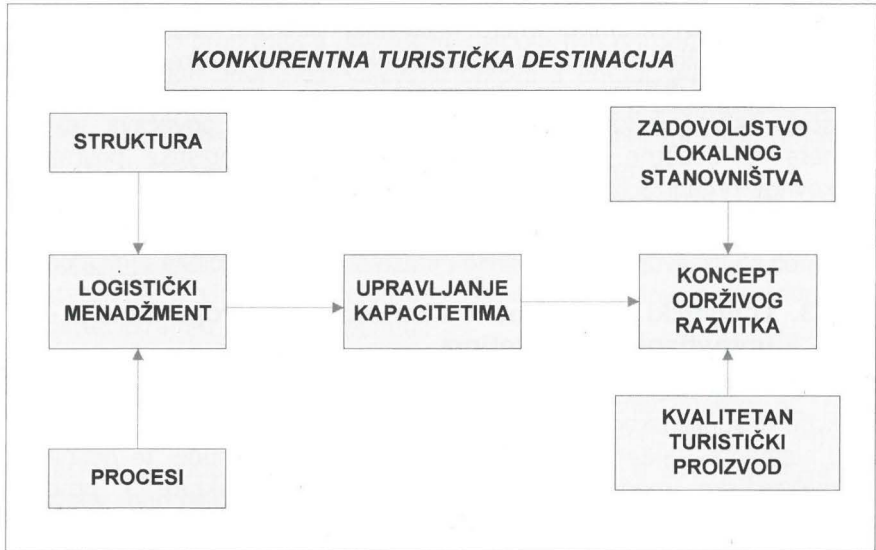 KONKURENTNA TURISTIČKA DESTINACIJA
STRUKTURA
ZADOVOLJSTVO
LOKALNOG
STANOVNIŠTVA
LOGISTIČKI
MENADŽMENT
UPRAVLJANJE
KAPACITETIMA
KONCEPT
ODRŽIVOG
RAZVITKA
PROCESI
KVALITETAN
TURISTIČKI
PROIZVOD